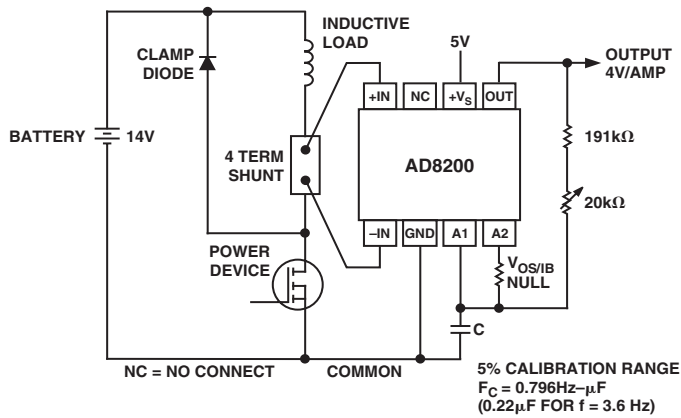 INDUCTIVE
LOAD
CLAMP
DIODE
5V
OUTPUT
4V/AMP
+IN
NC
+VS
OUT
BATTERY
14V
4 TERM
SHUNT
AD8200
191kΩ
20kΩ
–IN
GND
A1
A2
POWER
DEVICE
VOS/IB
NULL
C
NC = NO CONNECT
COMMON
5% CALIBRATION RANGE
FC = 0.796Hz–µF
(0.22µF FOR f = 3.6 Hz)